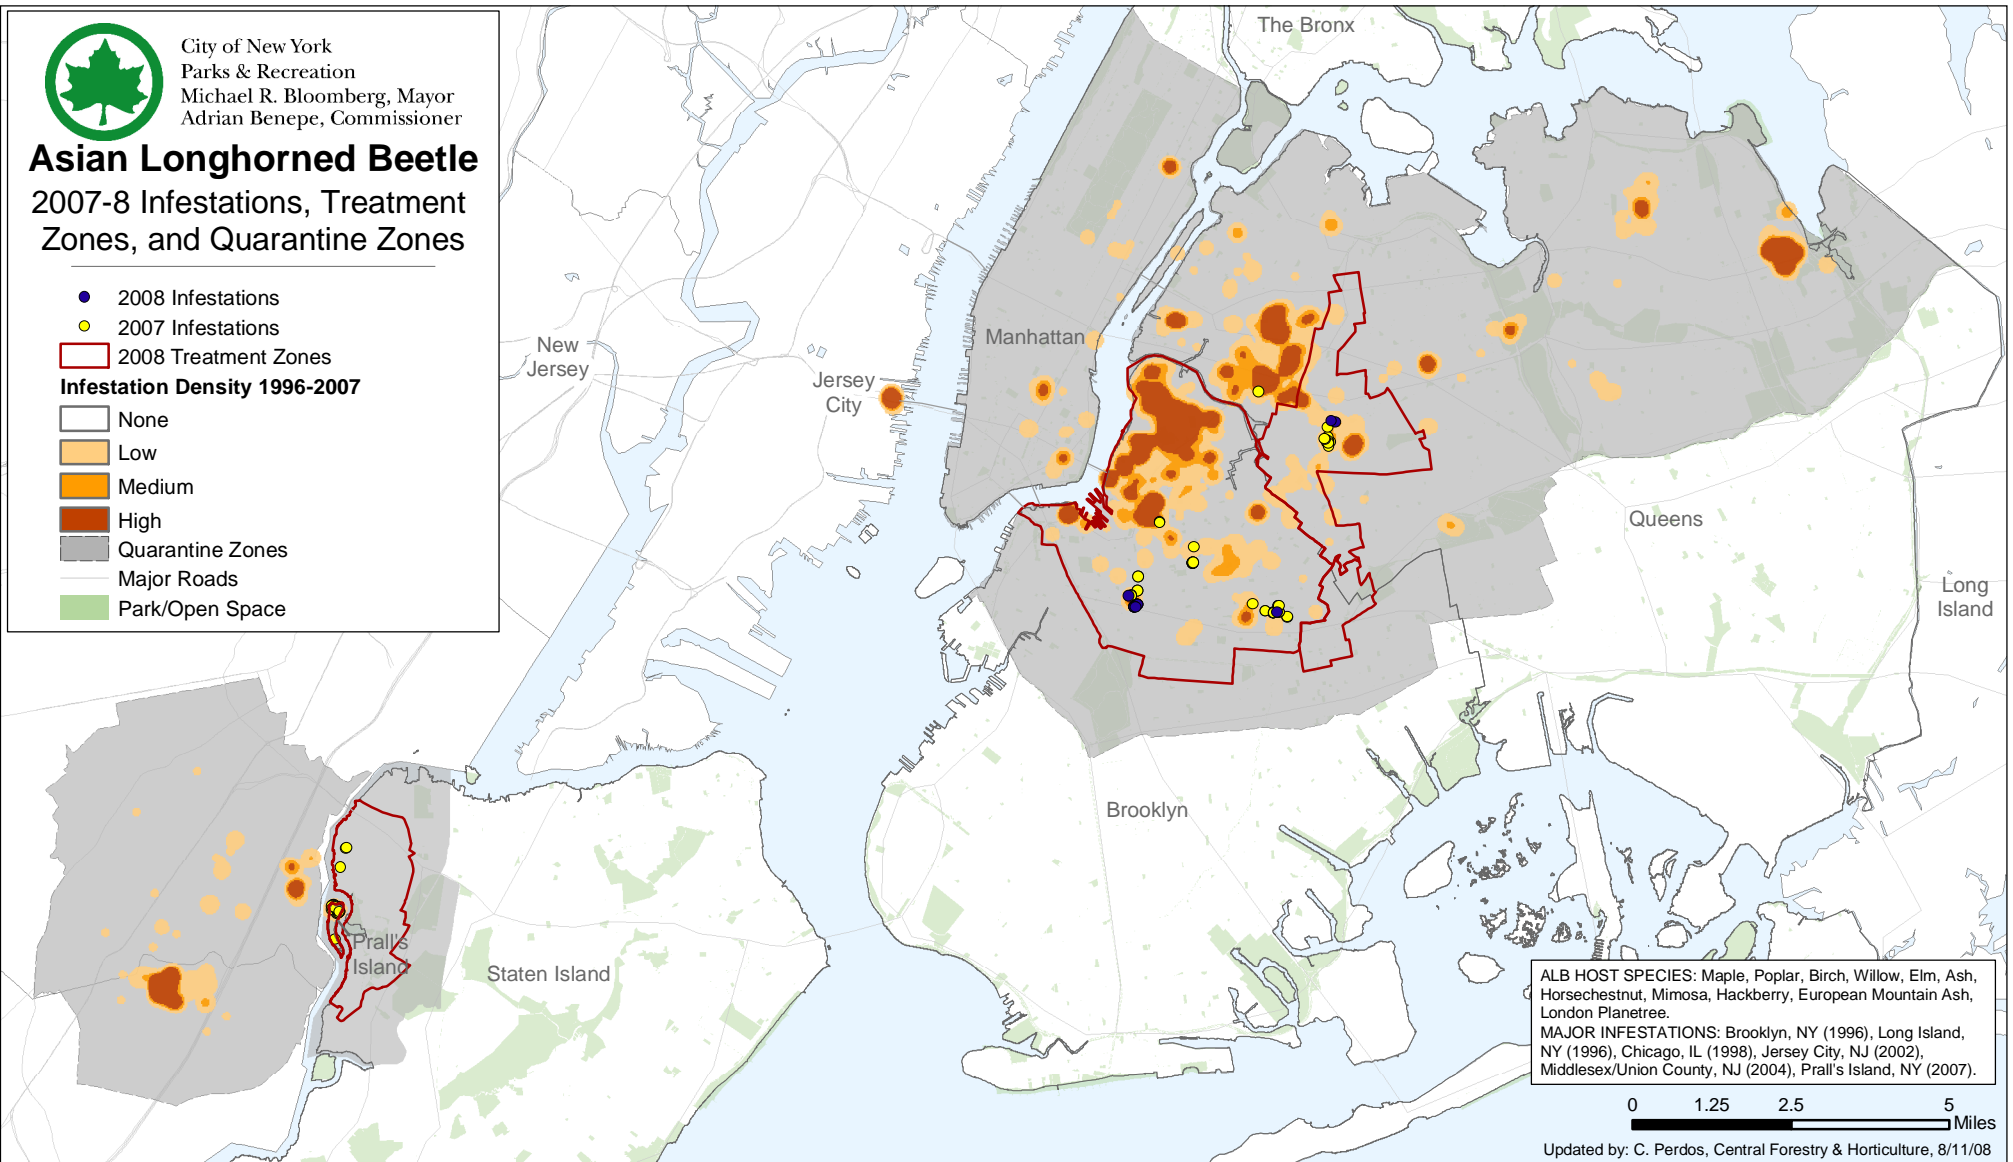 City of New York
Parks & Recreation
Michael R. Bloomberg, Mayor
Adrian Benepe, Commissioner
Asian Longhorned Beetle
2007-8 Infestations, Treatment
Zones, and Quarantine Zones
2008 Infestations
2007 Infestations
2008 Treatment Zones
Infestation Density 1996-2007
None
Low
Medium
High
Quarantine Zones
Major Roads
Park/Open Space
The Bronx
Manhattan
New
Jersey
Jersey
City
Queens
Long
Island
Brooklyn
Prall's
Island
Staten Island
ALB HOST SPECIES: Maple, Poplar, Birch, Willow, Elm, Ash,
Horsechestnut, Mimosa, Hackberry, European Mountain Ash,
London Planetree.
MAJOR INFESTATIONS: Brooklyn, NY (1996), Long Island,
NY (1996), Chicago, IL (1998), Jersey City, NJ (2002),
Middlesex/Union County, NJ (2004), Prall's Island, NY (2007).
0 1.25 2.5 5
Miles
Updated by: C. Perdos, Central Forestry & Horticulture, 8/11/08